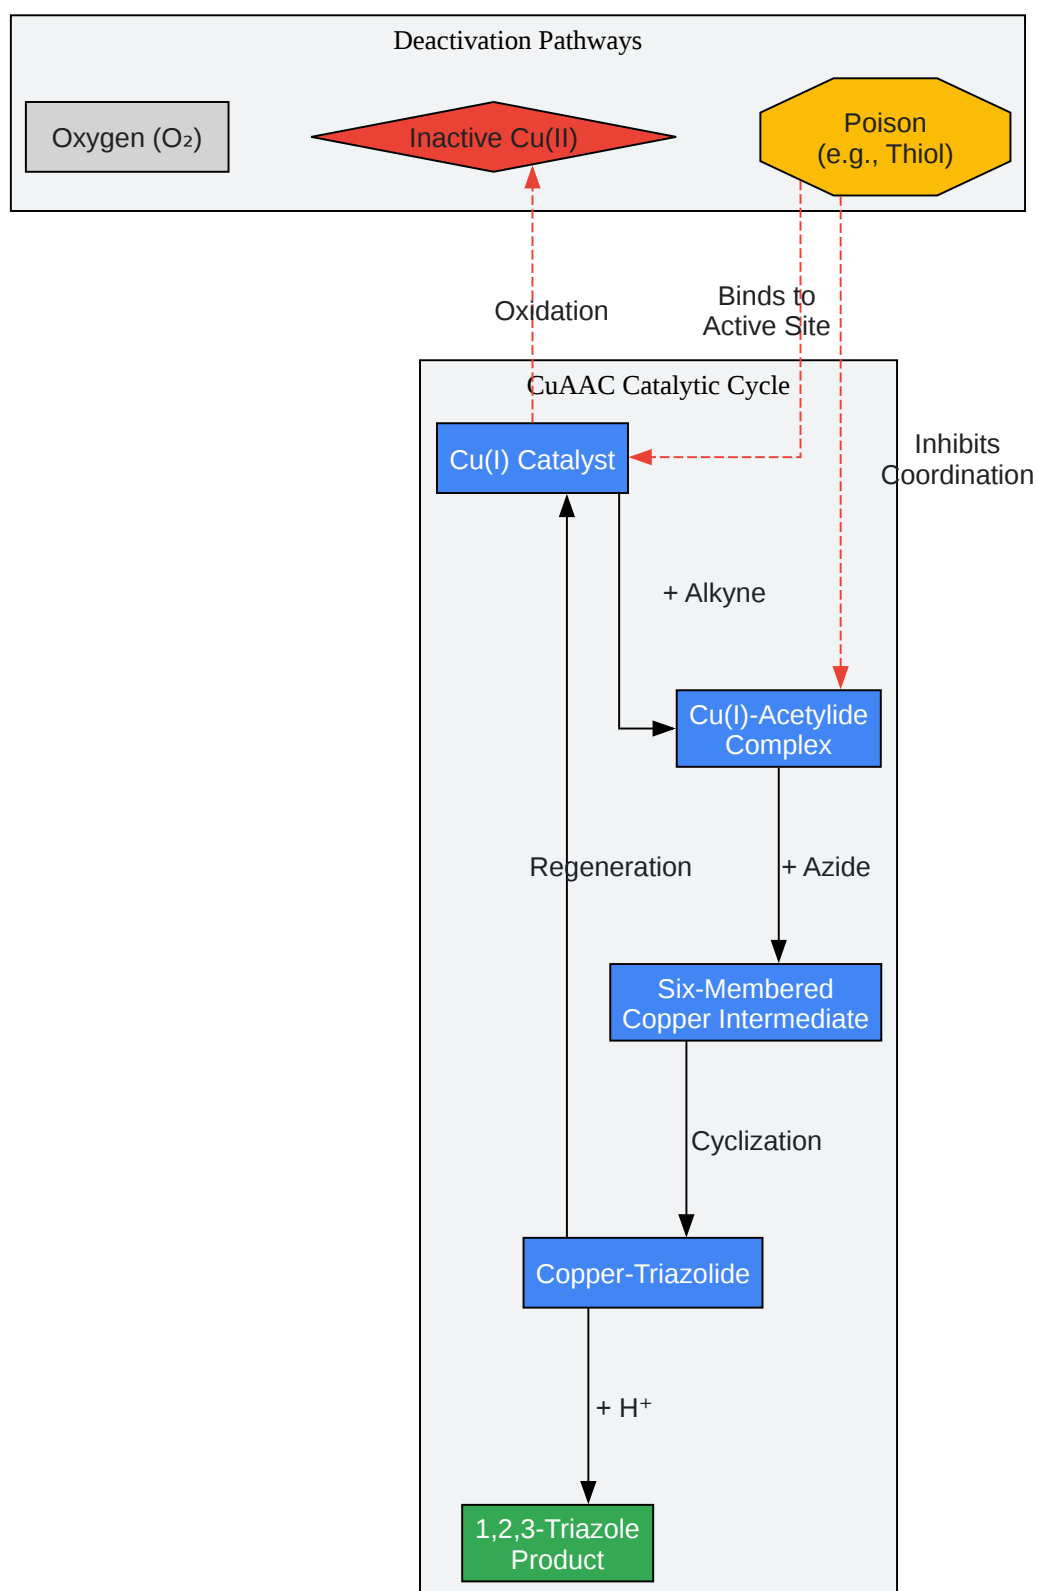 Deactivation Pathways
Oxygen (O₂)
Inactive Cu(II)
Poison
(e.g., Thiol)
Oxidation
Binds to
Active Site
CuAAC Catalytic Cycle
Cu(I) Catalyst
Inhibits
Coordination
+ Alkyne
Cu(I)-Acetylide
Complex
Regeneration
+ Azide
Six-Membered
Copper Intermediate
Cyclization
Copper-Triazolide
+ H⁺
1,2,3-Triazole
Product